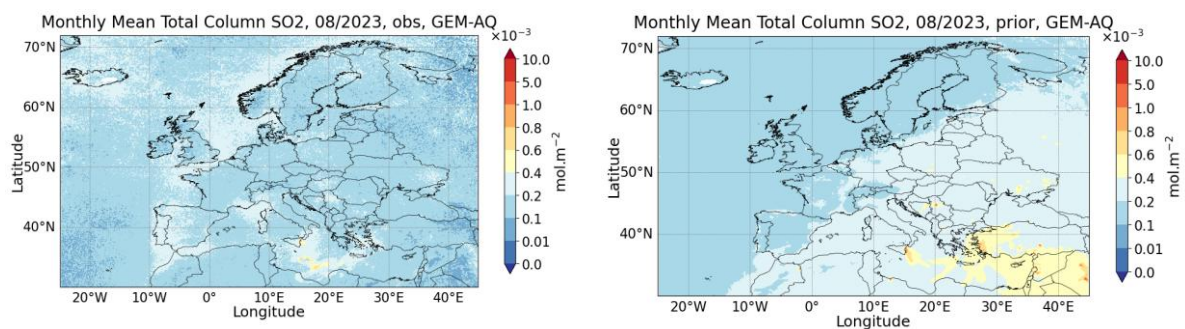 Monthly Mean Total Column SO2, 08/2023, obs, GEM-AQ
×10⁻³
70°N
60°N
50°N
40°N
Latitude
20°W 10°W 0° 10°E 20°E 30°E 40°E
Longitude
10.0
5.0
1.0
0.8
0.6
0.4
0.2
0.1
0.01
0.0
mol.m⁻²
Monthly Mean Total Column SO2, 08/2023, prior, GEM-AQ
×10⁻³
70°N
60°N
50°N
40°N
Latitude
20°W 10°W 0° 10°E 20°E 30°E 40°E
Longitude
10.0
5.0
1.0
0.8
0.6
0.4
0.2
0.1
0.01
0.0
mol.m⁻²